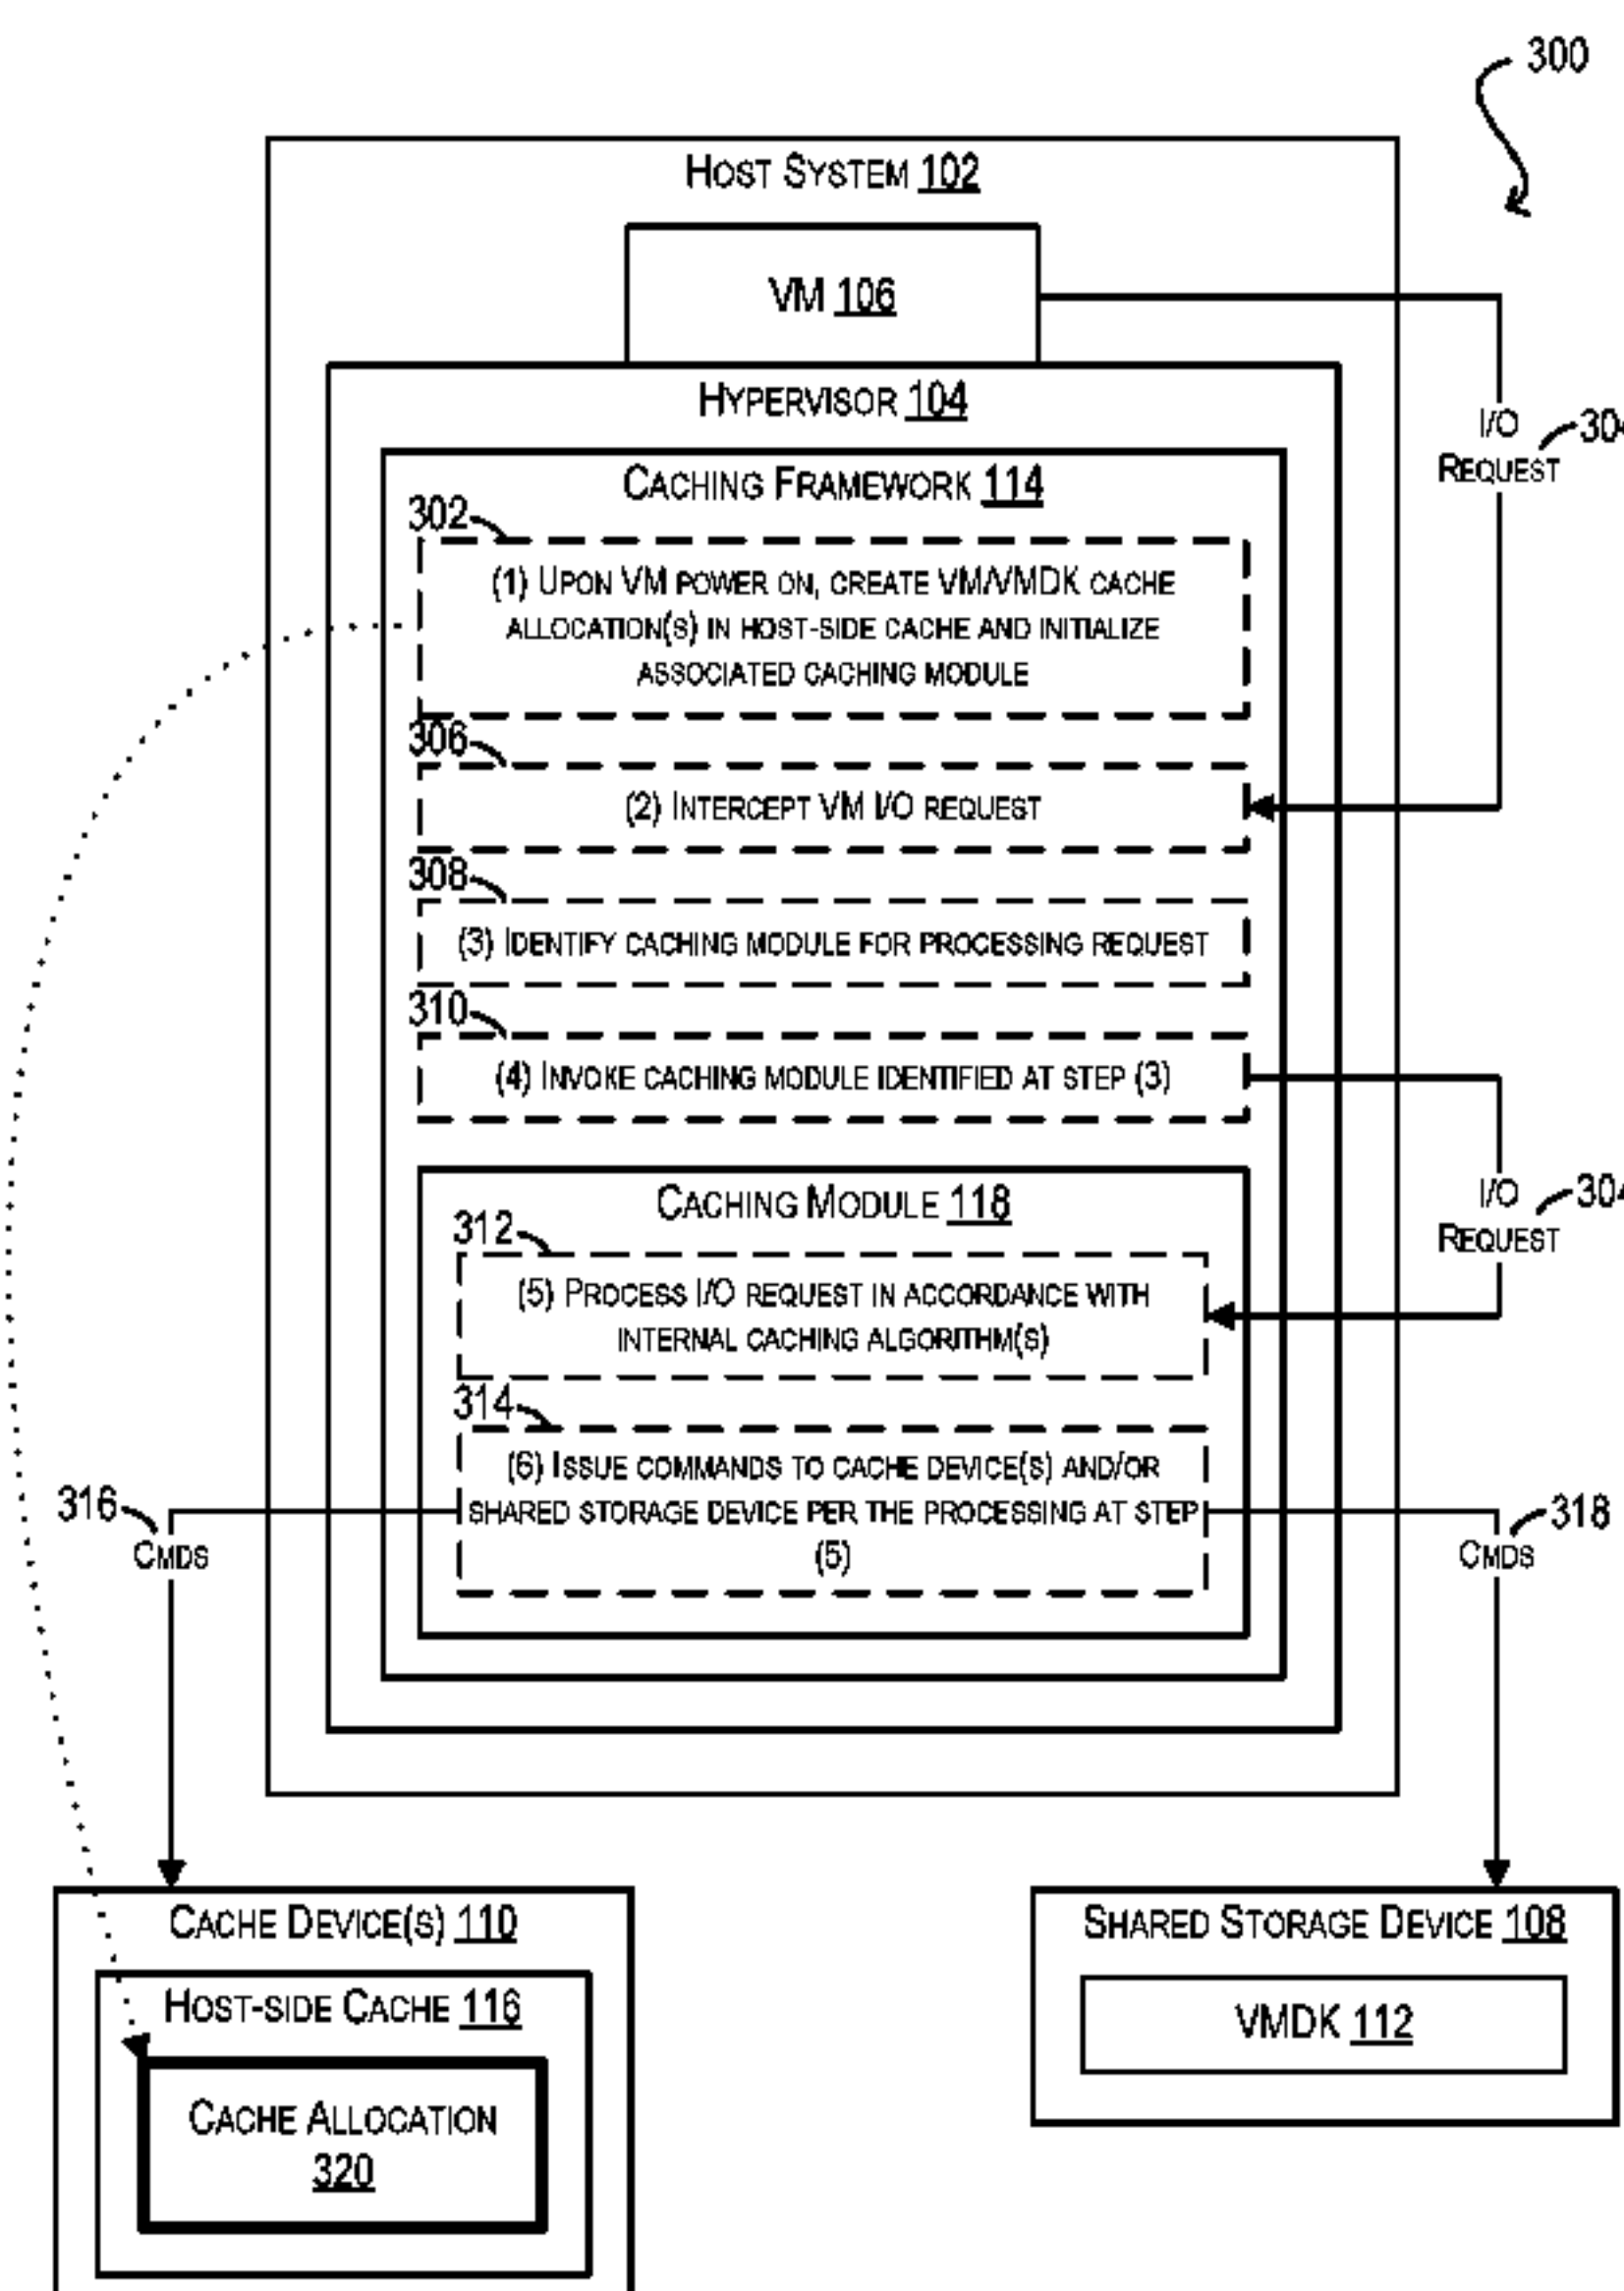 300
HOST SYSTEM 102
VM 106
HYPERVISOR 104
I/O
REQUEST
304
CACHING FRAMEWORK 114
302
(1) UPON VM POWER ON, CREATE VM/VMDK CACHE
ALLOCATION(S) IN HOST-SIDE CACHE AND INITIALIZE
ASSOCIATED CACHING MODULE
306
(2) INTERCEPT VM I/O REQUEST
308
(3) IDENTIFY CACHING MODULE FOR PROCESSING REQUEST
310
(4) INVOKE CACHING MODULE IDENTIFIED AT STEP (3)
I/O
REQUEST
304
CACHING MODULE 118
312
(5) PROCESS I/O REQUEST IN ACCORDANCE WITH
INTERNAL CACHING ALGORITHM(S)
314
(6) ISSUE COMMANDS TO CACHE DEVICE(S) AND/OR
SHARED STORAGE DEVICE PER THE PROCESSING AT STEP
(5)
316
CMDS
318
CMDS
CACHE DEVICE(S) 110
HOST-SIDE CACHE 116
CACHE ALLOCATION
320
SHARED STORAGE DEVICE 108
VMDK 112